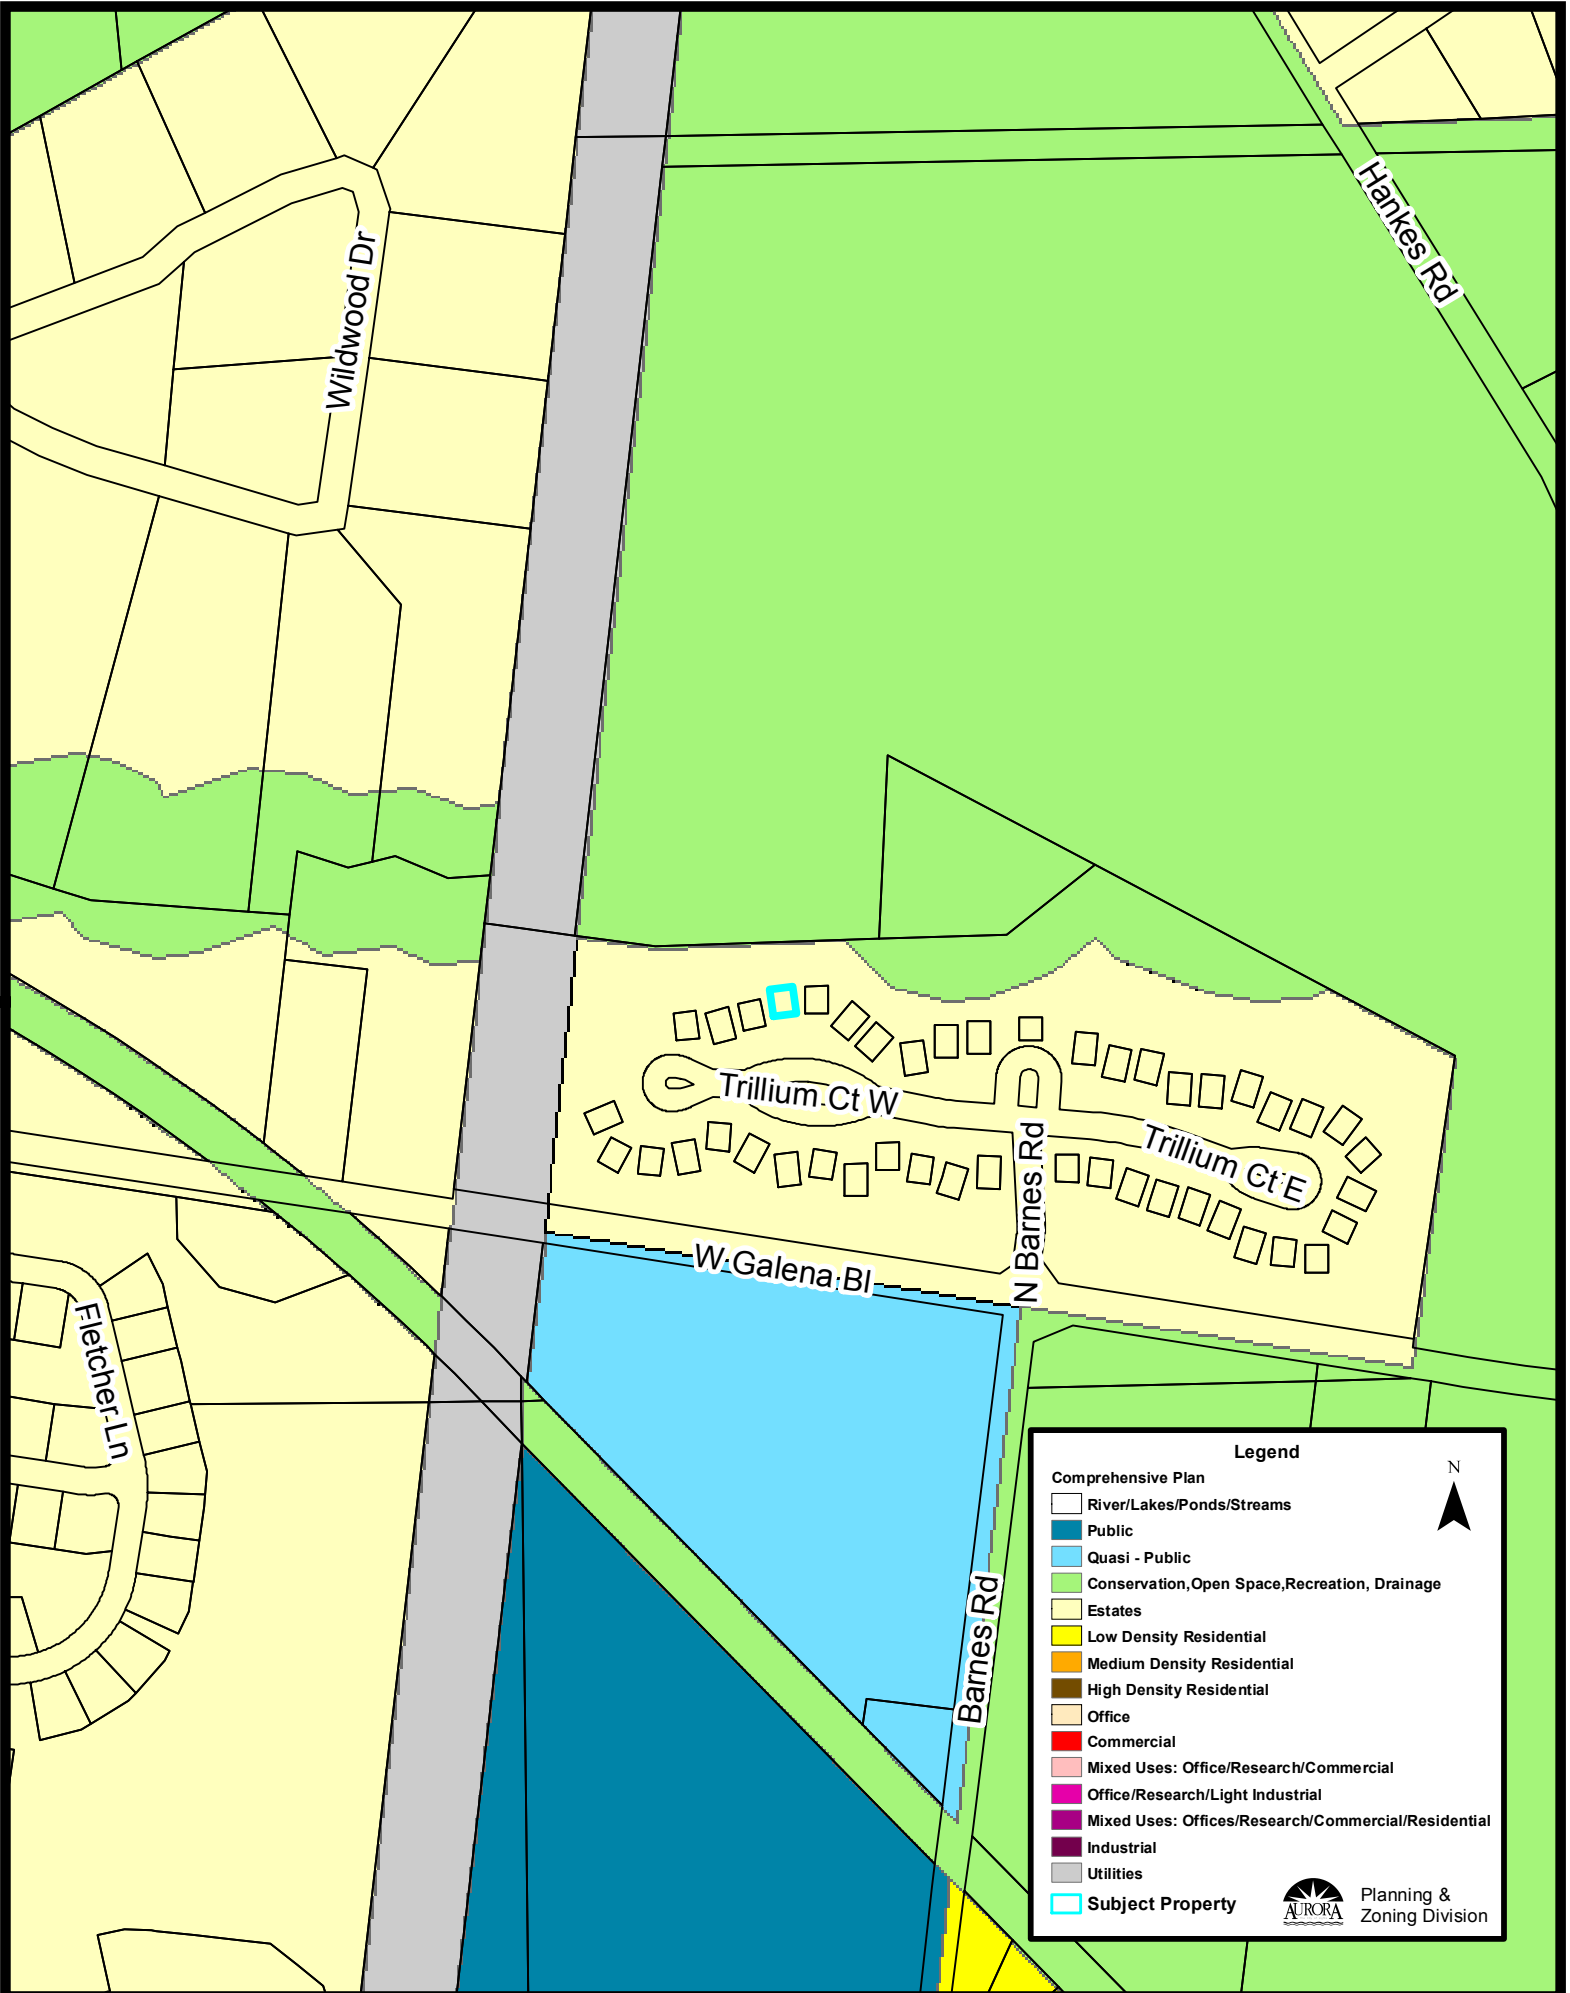 Hankes Rd
Wildwood Dr
Trillium Ct W
Trillium Ct E
N Barnes Rd
W Galena Bl
Fletcher Ln
Barnes Rd
Legend
Comprehensive Plan
N
River/Lakes/Ponds/Streams
Public
Quasi - Public
Conservation,Open Space,Recreation, Drainage
Estates
Low Density Residential
Medium Density Residential
High Density Residential
Office
Commercial
Mixed Uses: Office/Research/Commercial
Office/Research/Light Industrial
Mixed Uses: Offices/Research/Commercial/Residential
Industrial
Utilities
Subject Property
AURORA
Planning &
Zoning Division